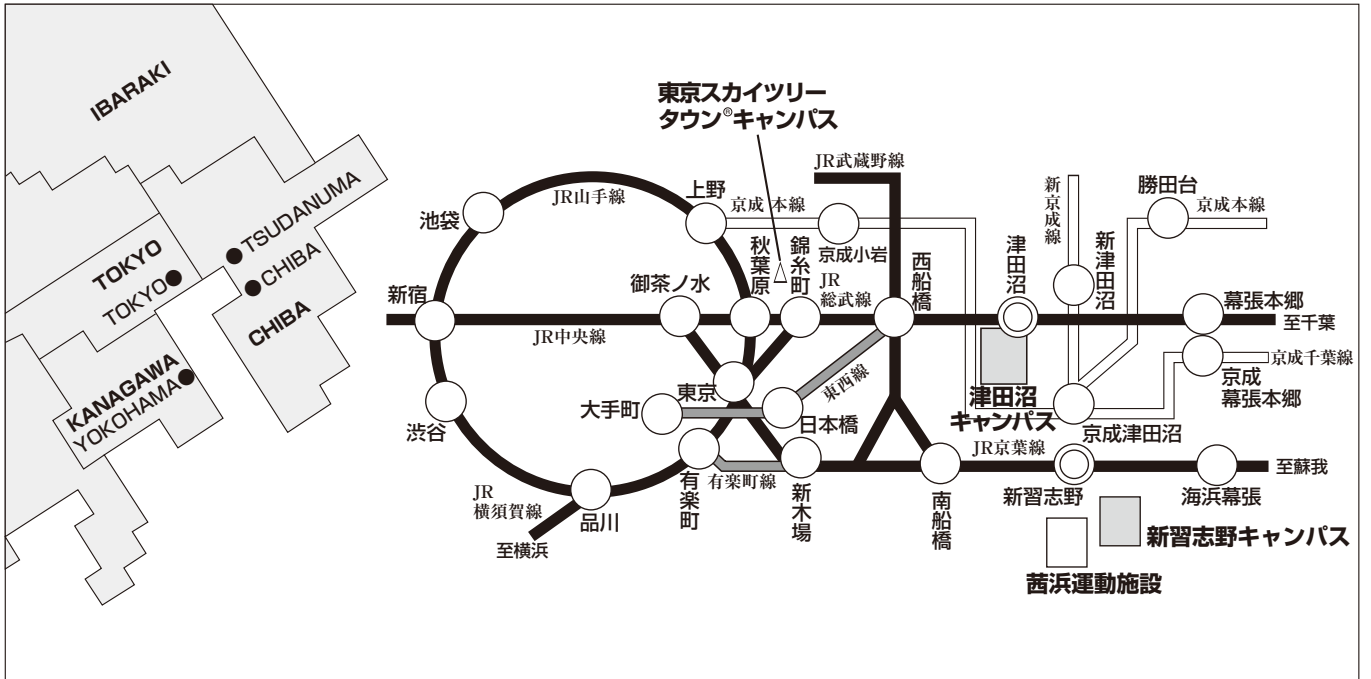 IBARAKI
TOKYO
TOKYO
TSUDANUMA
CHIBA
CHIBA
KANAGAWA
YOKOHAMA
東京スカイツリー
タウン®キャンパス
JR武蔵野線
JR山手線
上野
京成本線
京成小岩
池袋
秋葉原
錦糸町
JR
総武線
西船橋
津田沼
新京成線
新津田沼
勝田台
京成本線
新宿
御茶ノ水
JR中央線
幕張本郷
至千葉
京成千葉線
京成
幕張本郷
東京
東西線
大手町
日本橋
津田沼
キャンパス
京成津田沼
渋谷
JR
横須賀線
至横浜
品川
有楽町
有楽町線
新木場
南船橋
JR京葉線
新習志野
海浜幕張
至蘇我
新習志野キャンパス
茜浜運動施設